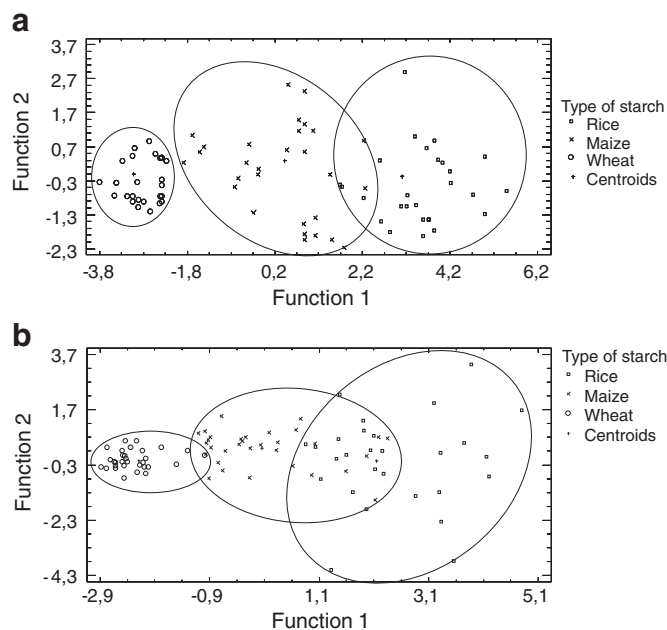 a
3,7
2,7
1,7
0,7
-0,3
-1,3
-2,3
Function 2
-3,8 -1,8 0,2 2,2 4,2 6,2
Function 1
Type of starch
Rice
Maize
Wheat
Centroids
b
3,7
1,7
-0,3
-2,3
-4,3
Function 2
-2,9 -0,9 1,1 3,1 5,1
Function 1
Type of starch
Rice
Maize
Wheat
Centroids